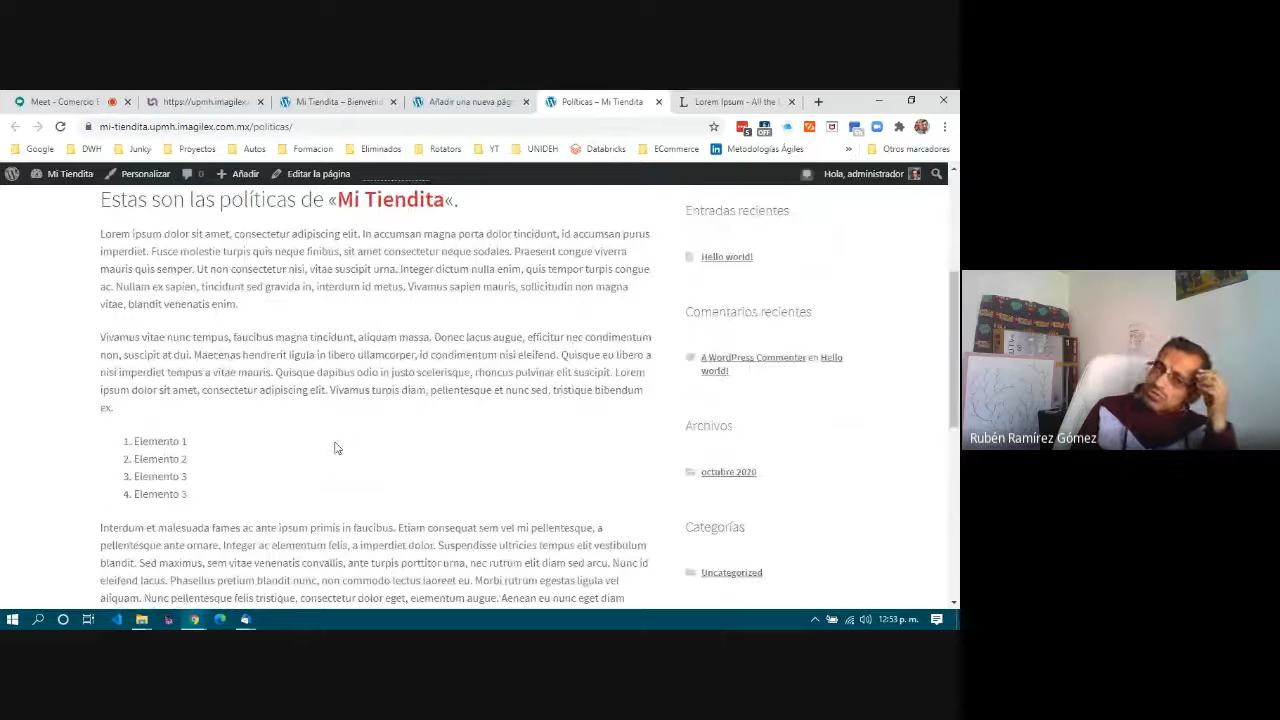 Meet - Comercio E
https://upmh.imagilex
Mi Tiendita – Bienvenid
Añadir una nueva pág
Políticas – Mi Tiendita
Lorem Ipsum - All the
mi-tiendita.upmh.imagilex.com.mx/politicas/
Google
DWH
Junky
Proyectos
Autos
Formacion
Eliminados
Rotators
YT
UNIDEH
Databricks
ECommerce
Metodologías Ágiles
»
Otros marcadores
Mi Tiendita
Personalizar
0
Añadir
Editar la página
Hola, administrador
Estas son las políticas de «Mi Tiendita«.
Lorem ipsum dolor sit amet, consectetur adipiscing elit. In accumsan magna porta dolor tincidunt, id accumsan purus
imperdiet. Fusce molestie turpis quis neque finibus, sit amet consectetur neque sodales. Praesent congue viverra
mauris quis semper. Ut non consectetur nisi, vitae suscipit urna. Integer dictum nulla enim, quis tempor turpis congue
ac. Nullam ex sapien, tincidunt sed gravida in, interdum id metus. Vivamus sapien mauris, sollicitudin non magna
vitae, blandit venenatis enim.
Vivamus vitae nunc tempus, faucibus magna tincidunt, aliquam massa. Donec lacus augue, efficitur nec condimentum
non, suscipit at dui. Maecenas hendrerit ligula in libero ullamcorper, id condimentum nisi eleifend. Quisque eu libero a
nisi imperdiet tempus a vitae mauris. Quisque dapibus odio in justo scelerisque, rhoncus pulvinar elit suscipit. Lorem
ipsum dolor sit amet, consectetur adipiscing elit. Vivamus turpis diam, pellentesque et nunc sed, tristique bibendum
ex.
1. Elemento 1
2. Elemento 2
3. Elemento 3
4. Elemento 3
Interdum et malesuada fames ac ante ipsum primis in faucibus. Etiam consequat sem vel mi pellentesque, a
pellentesque ante ornare. Integer ac elementum felis, a imperdiet dolor. Suspendisse ultricies tempus elit vestibulum
blandit. Sed maximus, sem vitae venenatis convallis, ante turpis porttitor urna, nec rutrum elit diam sed arcu. Nunc id
eleifend lacus. Phasellus pretium blandit nunc, non commodo lectus laoreet eu. Morbi rutrum egestas ligula vel
aliquam. Nunc pellentesque felis tristique, consectetur dolor eget, elementum augue. Aenean eu nunc eget diam
Entradas recientes
Hello world!
Comentarios recientes
A WordPress Commenter en Hello
world!
Archivos
octubre 2020
Categorías
Uncategorized
12:53 p. m.
Rubén Ramírez Gómez